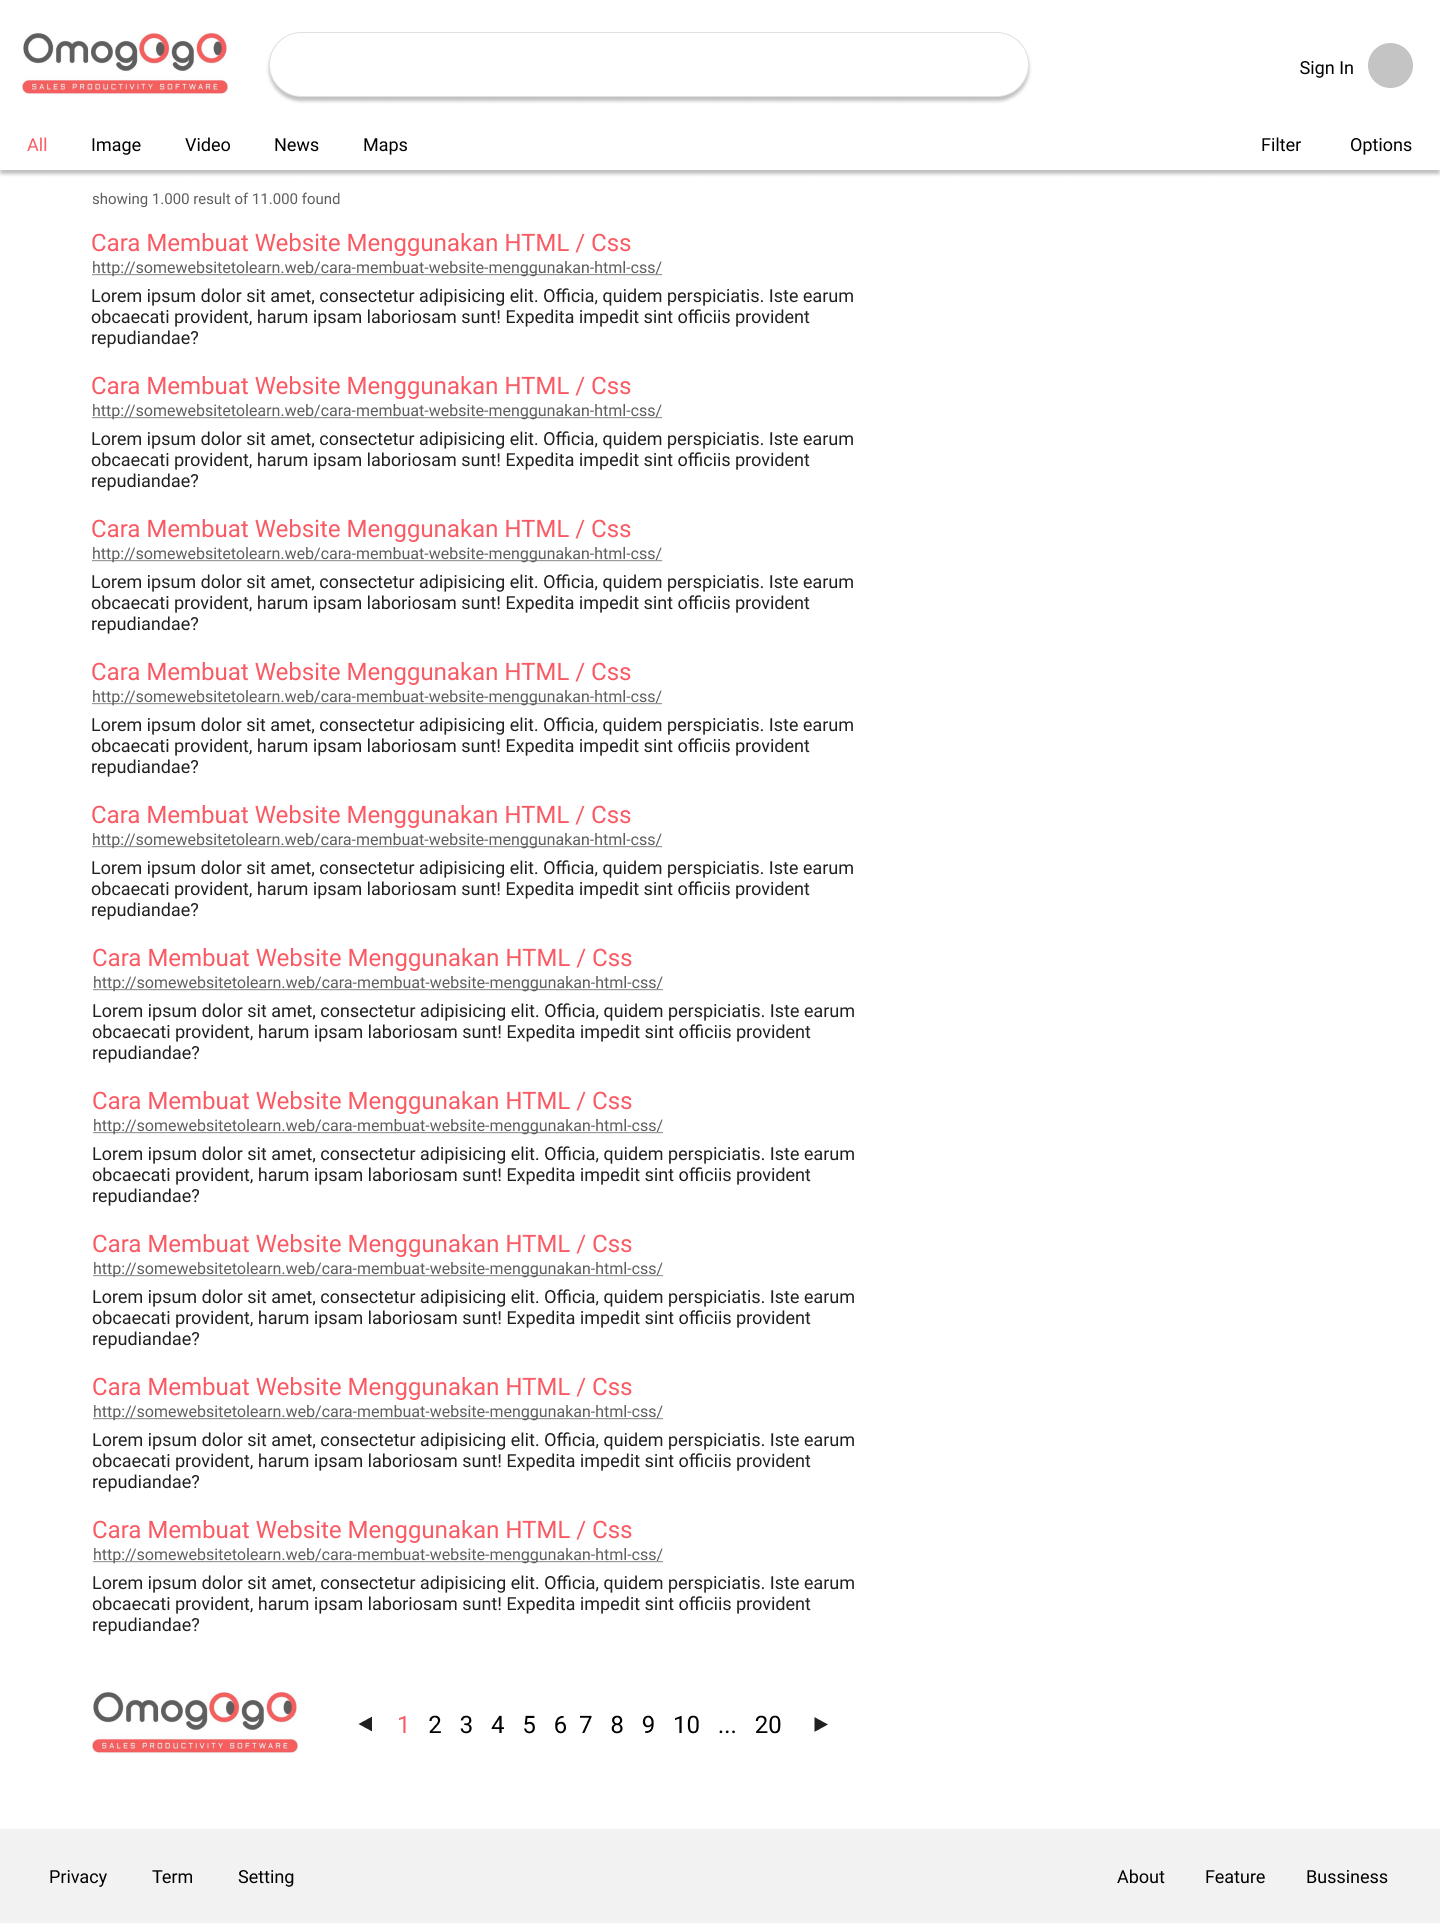 OmogOgO
SALES PRODUCTIVITY SOFTWARE
Sign In
All Image Video News Maps Filter Options
showing 1.000 result of 11.000 found
Cara Membuat Website Menggunakan HTML / Css
http://somewebsitetolearn.web/cara-membuat-website-menggunakan-html-css/
Lorem ipsum dolor sit amet, consectetur adipisicing elit. Officia, quidem perspiciatis. Iste earum
obcaecati provident, harum ipsam laboriosam sunt! Expedita impedit sint officiis provident
repudiandae?
Cara Membuat Website Menggunakan HTML / Css
http://somewebsitetolearn.web/cara-membuat-website-menggunakan-html-css/
Lorem ipsum dolor sit amet, consectetur adipisicing elit. Officia, quidem perspiciatis. Iste earum
obcaecati provident, harum ipsam laboriosam sunt! Expedita impedit sint officiis provident
repudiandae?
Cara Membuat Website Menggunakan HTML / Css
http://somewebsitetolearn.web/cara-membuat-website-menggunakan-html-css/
Lorem ipsum dolor sit amet, consectetur adipisicing elit. Officia, quidem perspiciatis. Iste earum
obcaecati provident, harum ipsam laboriosam sunt! Expedita impedit sint officiis provident
repudiandae?
Cara Membuat Website Menggunakan HTML / Css
http://somewebsitetolearn.web/cara-membuat-website-menggunakan-html-css/
Lorem ipsum dolor sit amet, consectetur adipisicing elit. Officia, quidem perspiciatis. Iste earum
obcaecati provident, harum ipsam laboriosam sunt! Expedita impedit sint officiis provident
repudiandae?
Cara Membuat Website Menggunakan HTML / Css
http://somewebsitetolearn.web/cara-membuat-website-menggunakan-html-css/
Lorem ipsum dolor sit amet, consectetur adipisicing elit. Officia, quidem perspiciatis. Iste earum
obcaecati provident, harum ipsam laboriosam sunt! Expedita impedit sint officiis provident
repudiandae?
Cara Membuat Website Menggunakan HTML / Css
http://somewebsitetolearn.web/cara-membuat-website-menggunakan-html-css/
Lorem ipsum dolor sit amet, consectetur adipisicing elit. Officia, quidem perspiciatis. Iste earum
obcaecati provident, harum ipsam laboriosam sunt! Expedita impedit sint officiis provident
repudiandae?
Cara Membuat Website Menggunakan HTML / Css
http://somewebsitetolearn.web/cara-membuat-website-menggunakan-html-css/
Lorem ipsum dolor sit amet, consectetur adipisicing elit. Officia, quidem perspiciatis. Iste earum
obcaecati provident, harum ipsam laboriosam sunt! Expedita impedit sint officiis provident
repudiandae?
Cara Membuat Website Menggunakan HTML / Css
http://somewebsitetolearn.web/cara-membuat-website-menggunakan-html-css/
Lorem ipsum dolor sit amet, consectetur adipisicing elit. Officia, quidem perspiciatis. Iste earum
obcaecati provident, harum ipsam laboriosam sunt! Expedita impedit sint officiis provident
repudiandae?
Cara Membuat Website Menggunakan HTML / Css
http://somewebsitetolearn.web/cara-membuat-website-menggunakan-html-css/
Lorem ipsum dolor sit amet, consectetur adipisicing elit. Officia, quidem perspiciatis. Iste earum
obcaecati provident, harum ipsam laboriosam sunt! Expedita impedit sint officiis provident
repudiandae?
Cara Membuat Website Menggunakan HTML / Css
http://somewebsitetolearn.web/cara-membuat-website-menggunakan-html-css/
Lorem ipsum dolor sit amet, consectetur adipisicing elit. Officia, quidem perspiciatis. Iste earum
obcaecati provident, harum ipsam laboriosam sunt! Expedita impedit sint officiis provident
repudiandae?
OmogOgO
SALES PRODUCTIVITY SOFTWARE
1 2 3 4 5 6 7 8 9 10 ... 20
Privacy Term Setting About Feature Bussiness